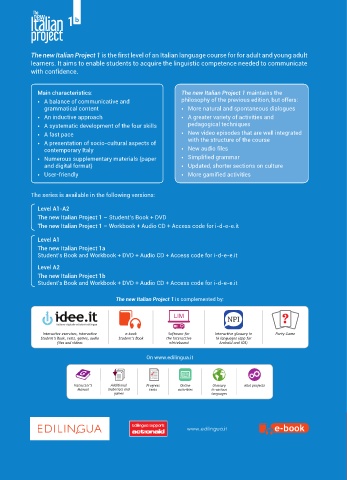 The
new
Italian
project
1b
The new Italian Project 1 is the first level of an Italian language course for for adult and young adult
learners. It aims to enable students to acquire the linguistic competence needed to communicate
with confidence.
Main characteristics:
• A balance of communicative and
grammatical content
• An inductive approach
• A systematic development of the four skills
• A fast pace
• A presentation of socio-cultural aspects of
contemporary Italy
• Numerous supplementary materials (paper
and digital format)
• User-friendly
The new Italian Project 1 maintains the
philosophy of the previous edition, but offers:
• More natural and spontaneous dialogues
• A greater variety of activities and
pedagogical techniques
• New video episodes that are well integrated
with the structure of the course
• New audio files
• Simplified grammar
• Updated, shorter sections on culture
• More gamified activities
The series is available in the following versions:
Level A1-A2
The new Italian Project 1 – Student's Book + DVD
The new Italian Project 1 – Workbook + Audio CD + Access code for i-d-e-e.it
Level A1
The new Italian Project 1a
Student's Book and Workbook + DVD + Audio CD + Access code for i-d-e-e.it
Level A2
The new Italian Project 1b
Student's Book and Workbook + DVD + Audio CD + Access code for i-d-e-e.it
The new Italian Project 1 is complemented by:
idee.it
Interactive exercises, interactive
Student's Book, tests, games, audio
files and videos
e-book
Student's Book
LIM
Software for
the interactive
whiteboard
NPI
Interactive glossary in
16 languages (app for
Android and iOS)
Party Game
On www.edilingua.it
Instructor's
Manual
Additional
materials and
games
Progress
tests
Online
activities
Glossary
in various
languages
Mini projects
EDILINGUA
Edilingua supports
actionaid
www.edilingua.it
e-book